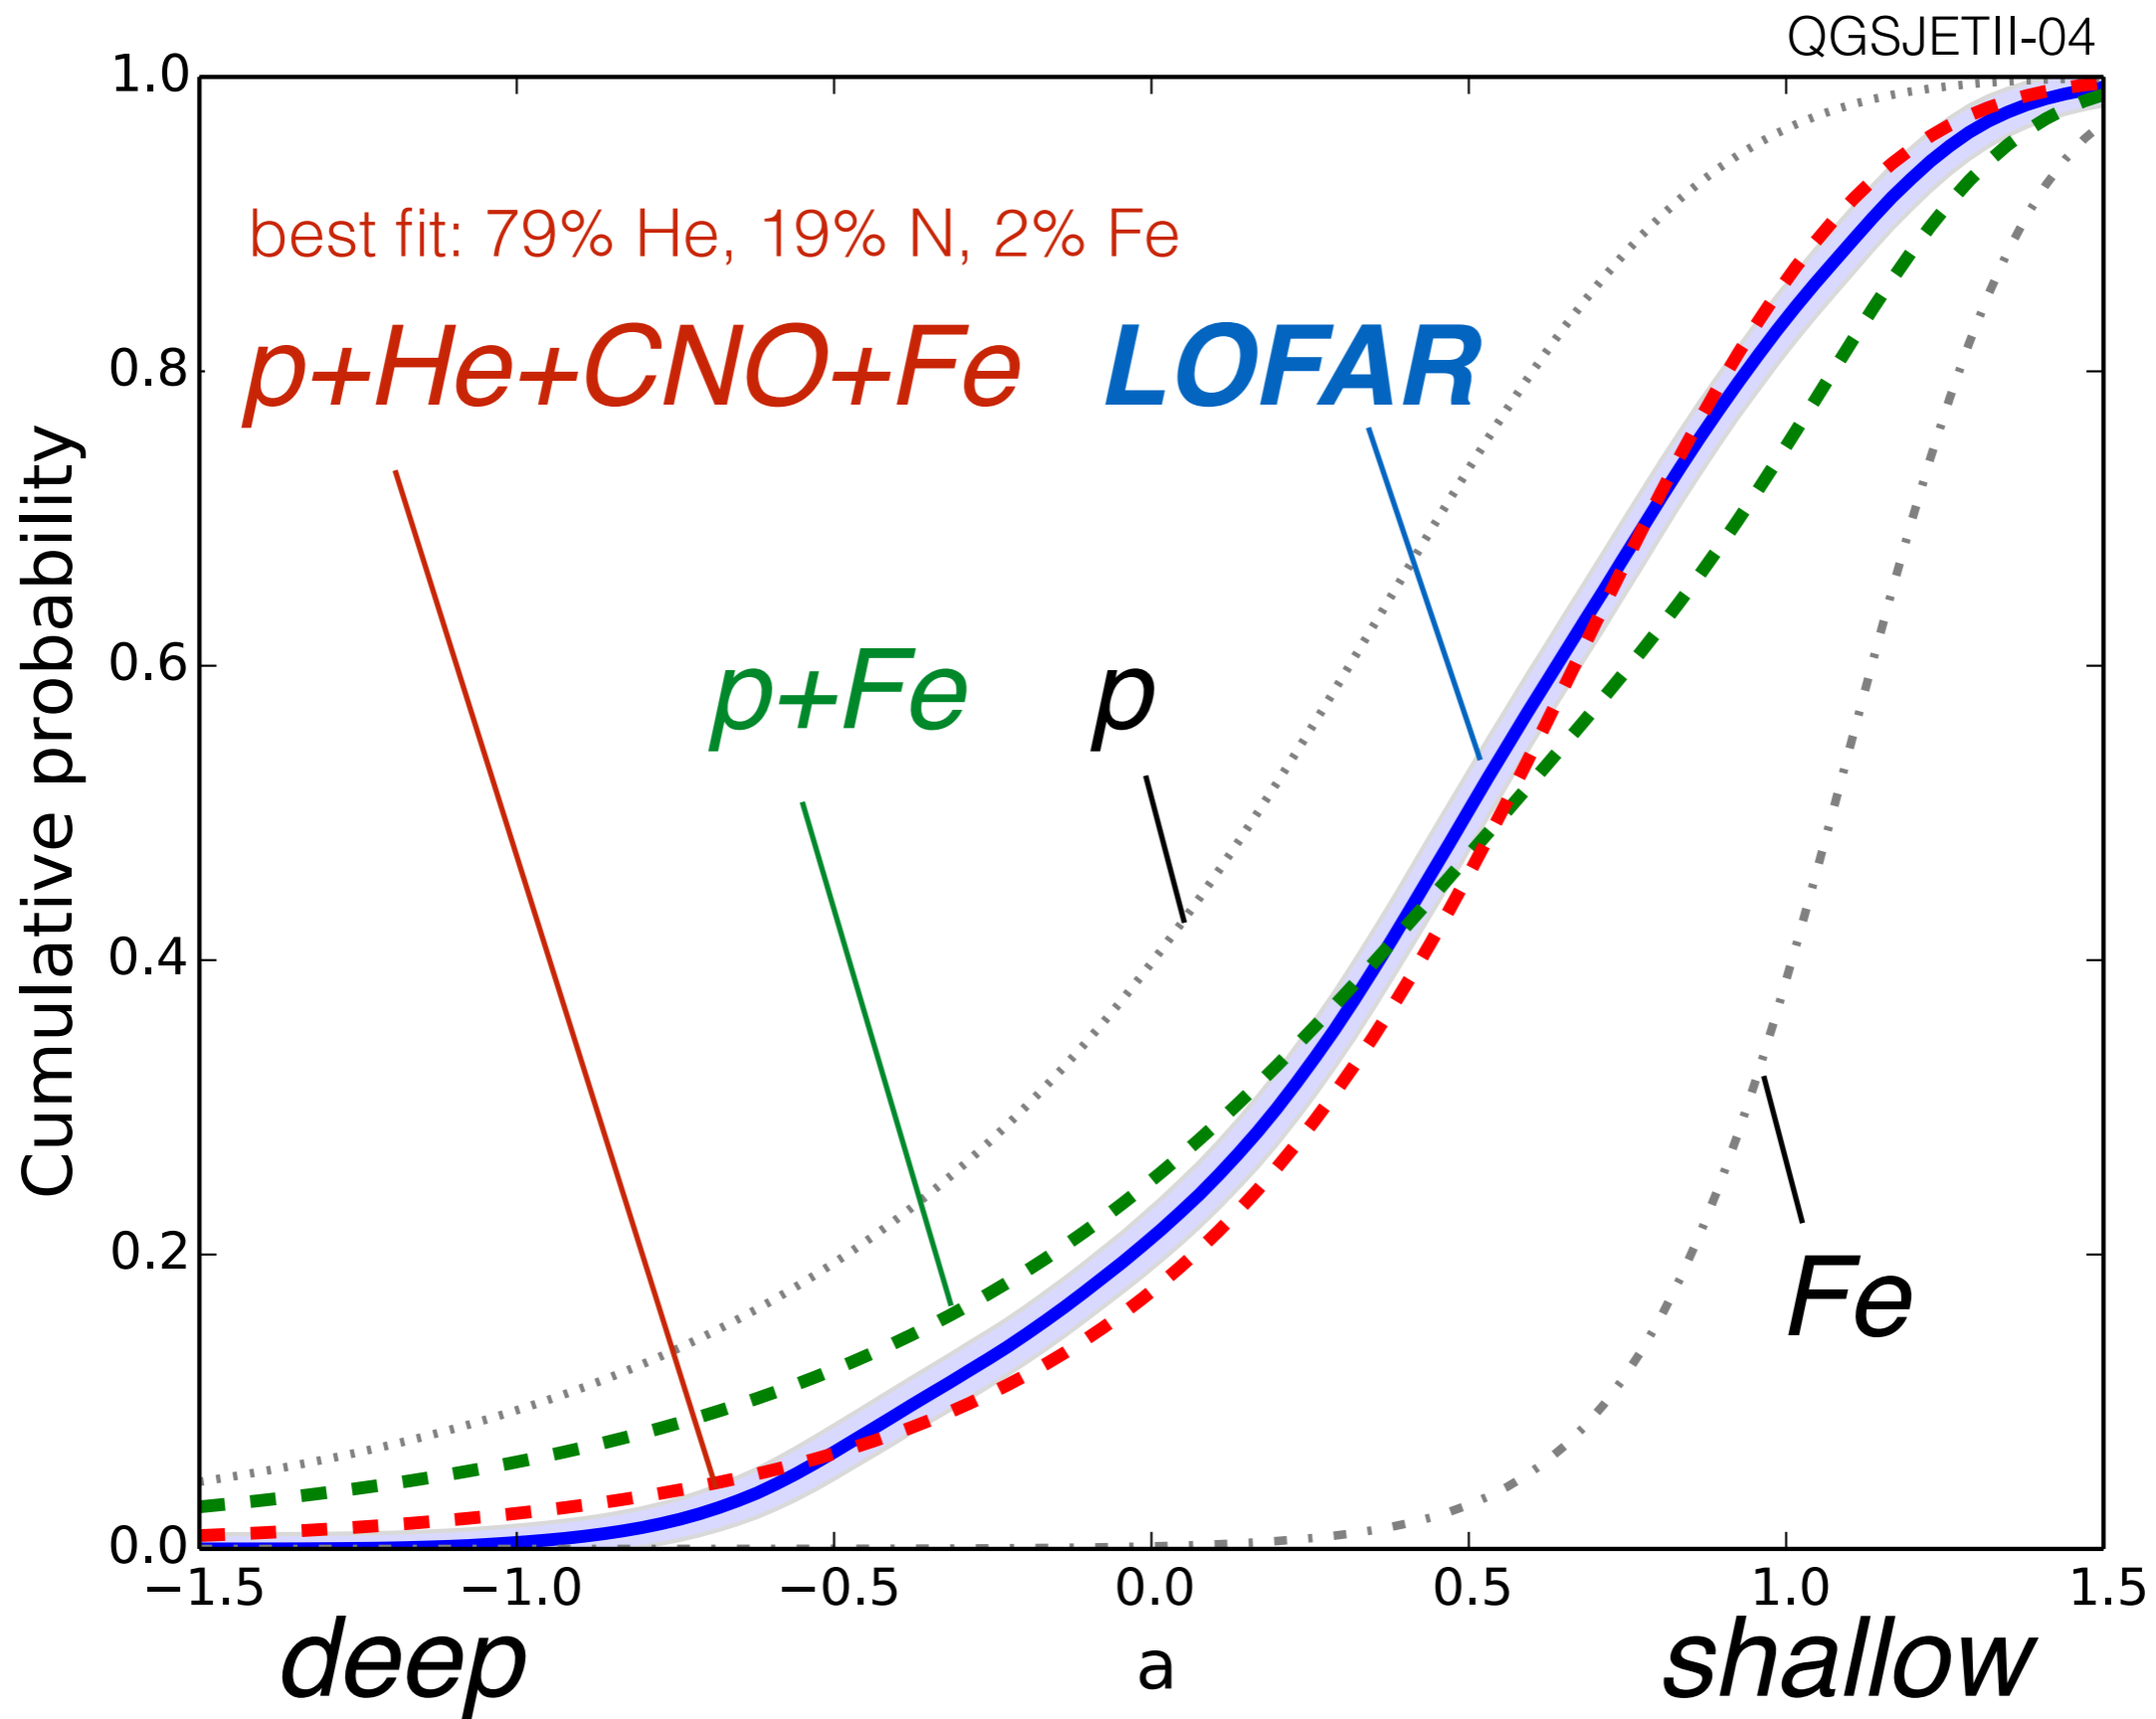 QGSJETII-04
1.0
best fit: 79% He, 19% N, 2% Fe
p+He+CNO+Fe LOFAR
0.8
Cumulative probability
0.6
p+Fe p
0.4
0.2
Fe
0.0
−1.5 −1.0 −0.5 0.0 0.5 1.0 1.5
deep a shallow